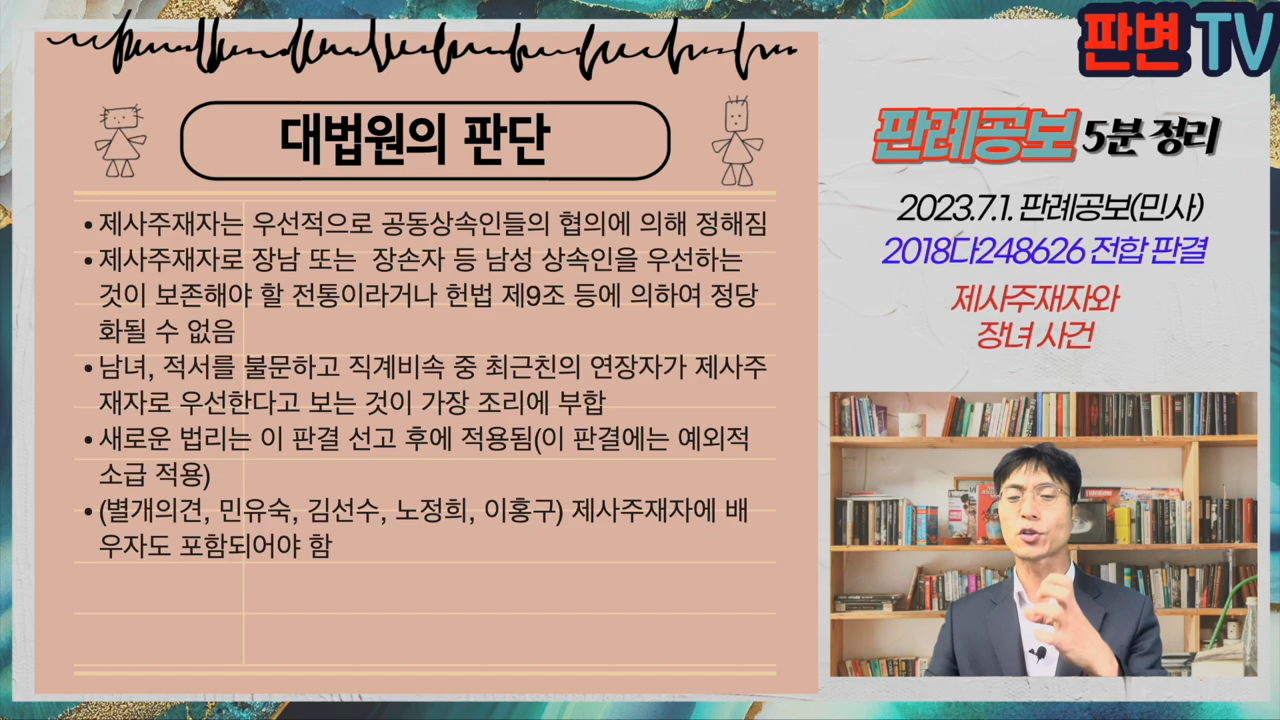 판변 TV
대법원의 판단
• 제사주재자는 우선적으로 공동상속인들의 협의에 의해 정해짐
• 제사주재자로 장남 또는 장손자 등 남성 상속인을 우선하는
것이 보존해야 할 전통이라거나 헌법 제9조 등에 의하여 정당
화될 수 없음
• 남녀, 적서를 불문하고 직계비속 중 최근친의 연장자가 제사주
재자로 우선한다고 보는 것이 가장 조리에 부합
• 새로운 법리는 이 판결 선고 후에 적용됨(이 판결에는 예외적
소급 적용)
• (별개의견, 민유숙, 김선수, 노정희, 이흥구) 제사주재자에 배
우자도 포함되어야 함
판례공보 5분 정리
2023.7.1. 판례공보(민사)
2018다248626 전합 판결
제사주재자와
장녀 사건